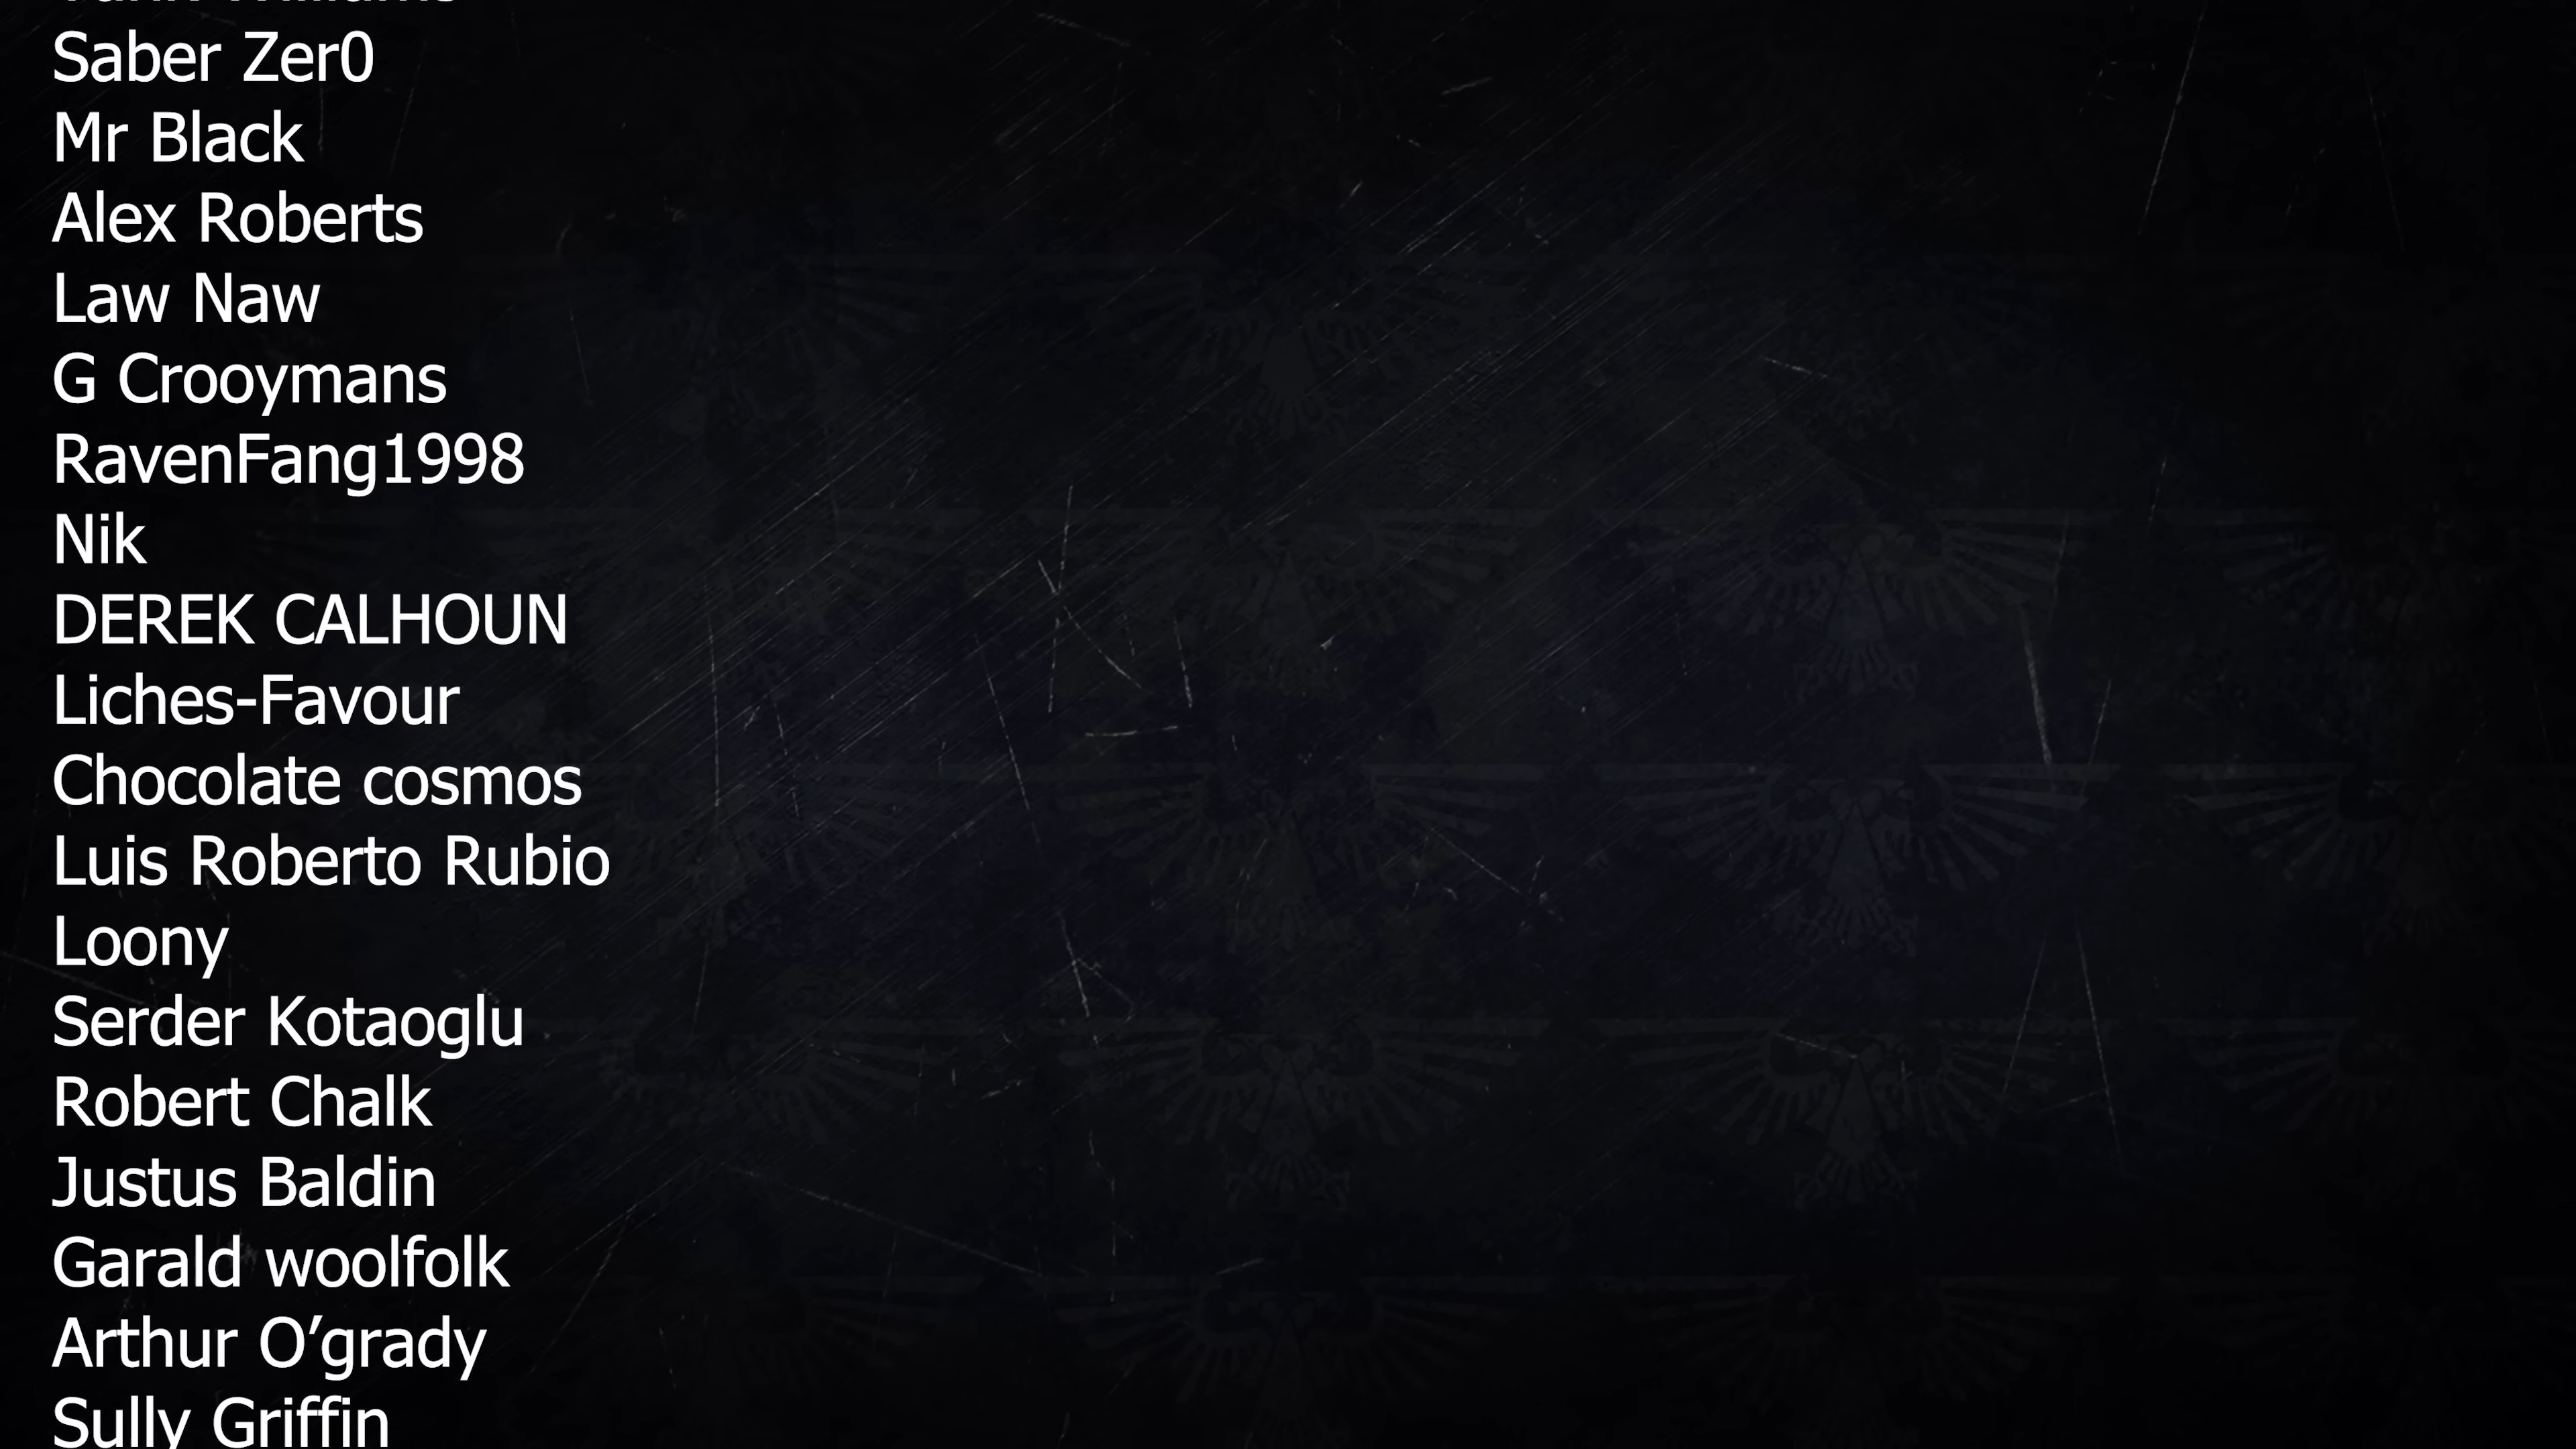 Saber Zer0
Mr Black
Alex Roberts
Law Naw
G Crooymans
RavenFang1998
Nik
DEREK CALHOUN
Liches-Favour
Chocolate cosmos
Luis Roberto Rubio
Loony
Serder Kotaoglu
Robert Chalk
Justus Baldin
Garald woolfolk
Arthur O’grady
Sully Griffin